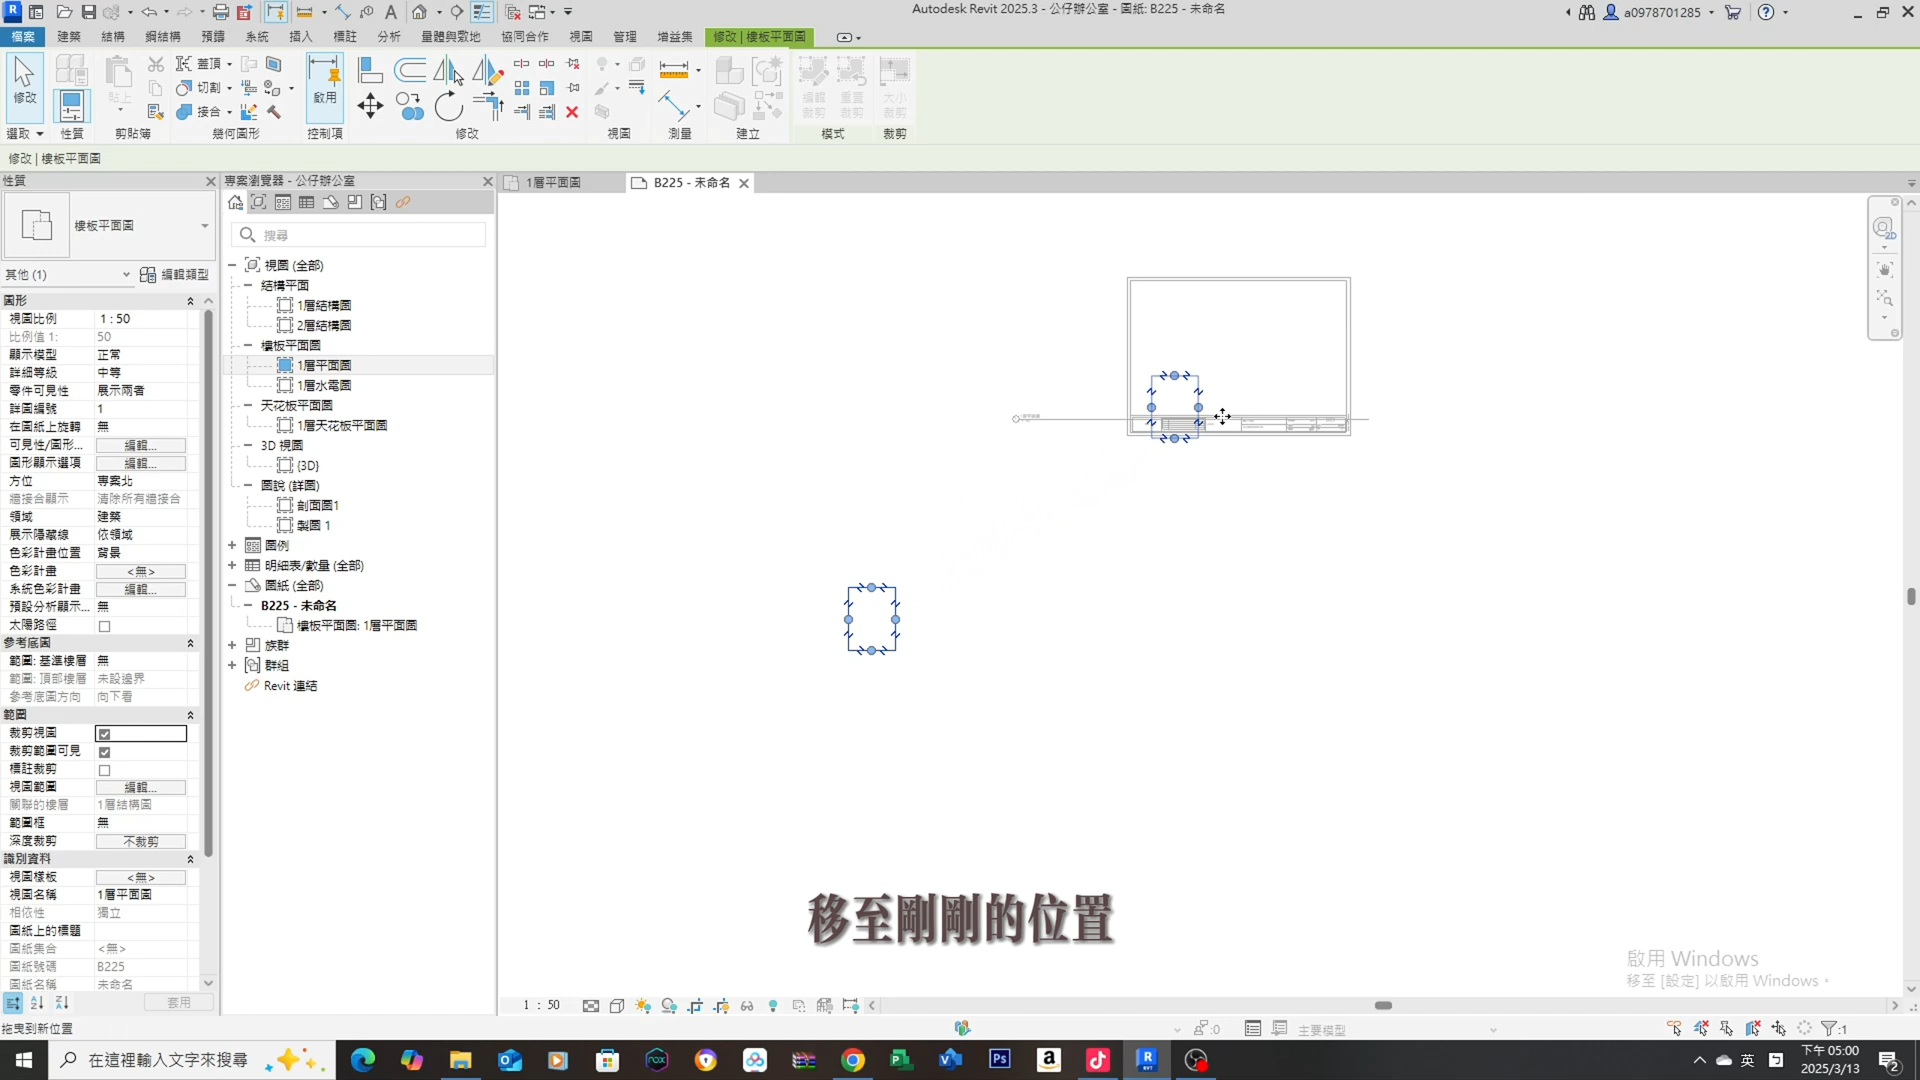 Autodesk Revit 2025.3 - 公仔辦公室 - 圖紙: B225 - 未命名
a0978701285
檔案 建築 結構 鋼結構 預鑄 系統 插入 標註 分析 量體與敷地 協同合作 視圖 管理 增益集 修改 | 樓板平面圖
修改
貼上
蓋頂
切割
接合
啟用
編輯裁剪
重置裁剪
大小裁剪
選取 性質 剪貼簿 幾何圖形 控制項 修改 視圖 測量 建立 模式 裁剪
修改 | 樓板平面圖
性質
樓板平面圖
其他 (1) 編輯類型
圖形
視圖比例 1 : 50
比例值 1: 50
顯示模型 正常
詳細等級 中等
零件可見性 展示兩者
詳圖編號 1
在圖紙上旋轉 無
可見性/圖形... 編輯...
圖形顯示選項 編輯...
方位 專案北
牆接合顯示 清除所有牆接合
領域 建築
展示隱藏線 依領域
色彩計畫位置 背景
色彩計畫 <無>
系統色彩計畫 編輯...
預設分析顯示... 無
太陽路徑
參考底圖
範圍: 基準樓層 無
範圍: 頂部樓層 未設邊界
參考底圖方向 向下看
範圍
裁剪視圖
裁剪範圍可見
標註裁剪
視圖範圍 編輯...
關聯的樓層 1層結構圖
範圍框 無
深度裁剪 不裁剪
識別資料
視圖樣板 <無>
視圖名稱 1層平面圖
相依性 獨立
圖紙上的標題
圖紙集合 <無>
圖紙號碼 B225
圖紙名稱 未命名
套用
專案瀏覽器 - 公仔辦公室
搜尋
視圖 (全部)
結構平面
1層結構圖
2層結構圖
樓板平面圖
1層平面圖
1層水電圖
天花板平面圖
1層天花板平面圖
3D 視圖
{3D}
圖說 (詳圖)
剖面圖1
製圖 1
圖例
明細表/數量 (全部)
圖紙 (全部)
B225 - 未命名
樓板平面圖: 1層平面圖
族群
群組
Revit 連結
1層平面圖
B225 - 未命名
2D
移至剛剛的位置
啟用 Windows
移至 [設定] 以啟用 Windows。
1 : 50
拖曳到新位置
:0
主要模型
:1
在這裡輸入文字來搜尋
英
下午 05:00
2025/3/13
2